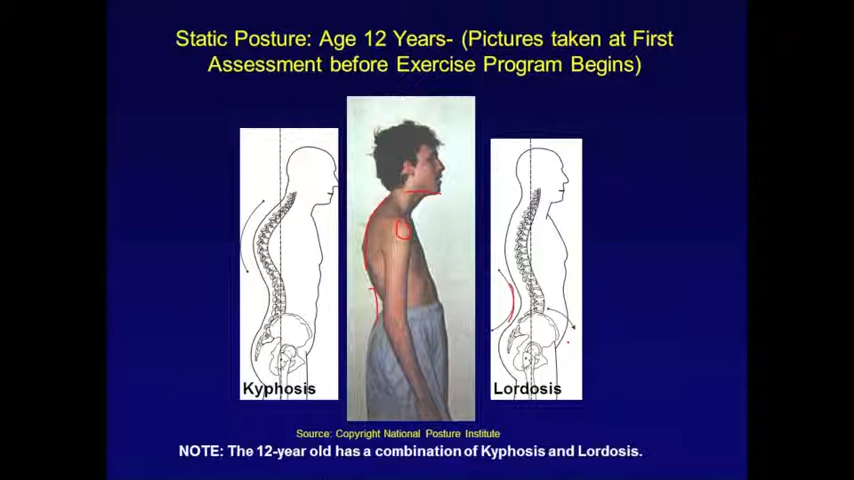 Static Posture: Age 12 Years- (Pictures taken at First
Assessment before Exercise Program Begins)
Kyphosis
Lordosis
Source: Copyright National Posture Institute
NOTE: The 12-year old has a combination of Kyphosis and Lordosis.